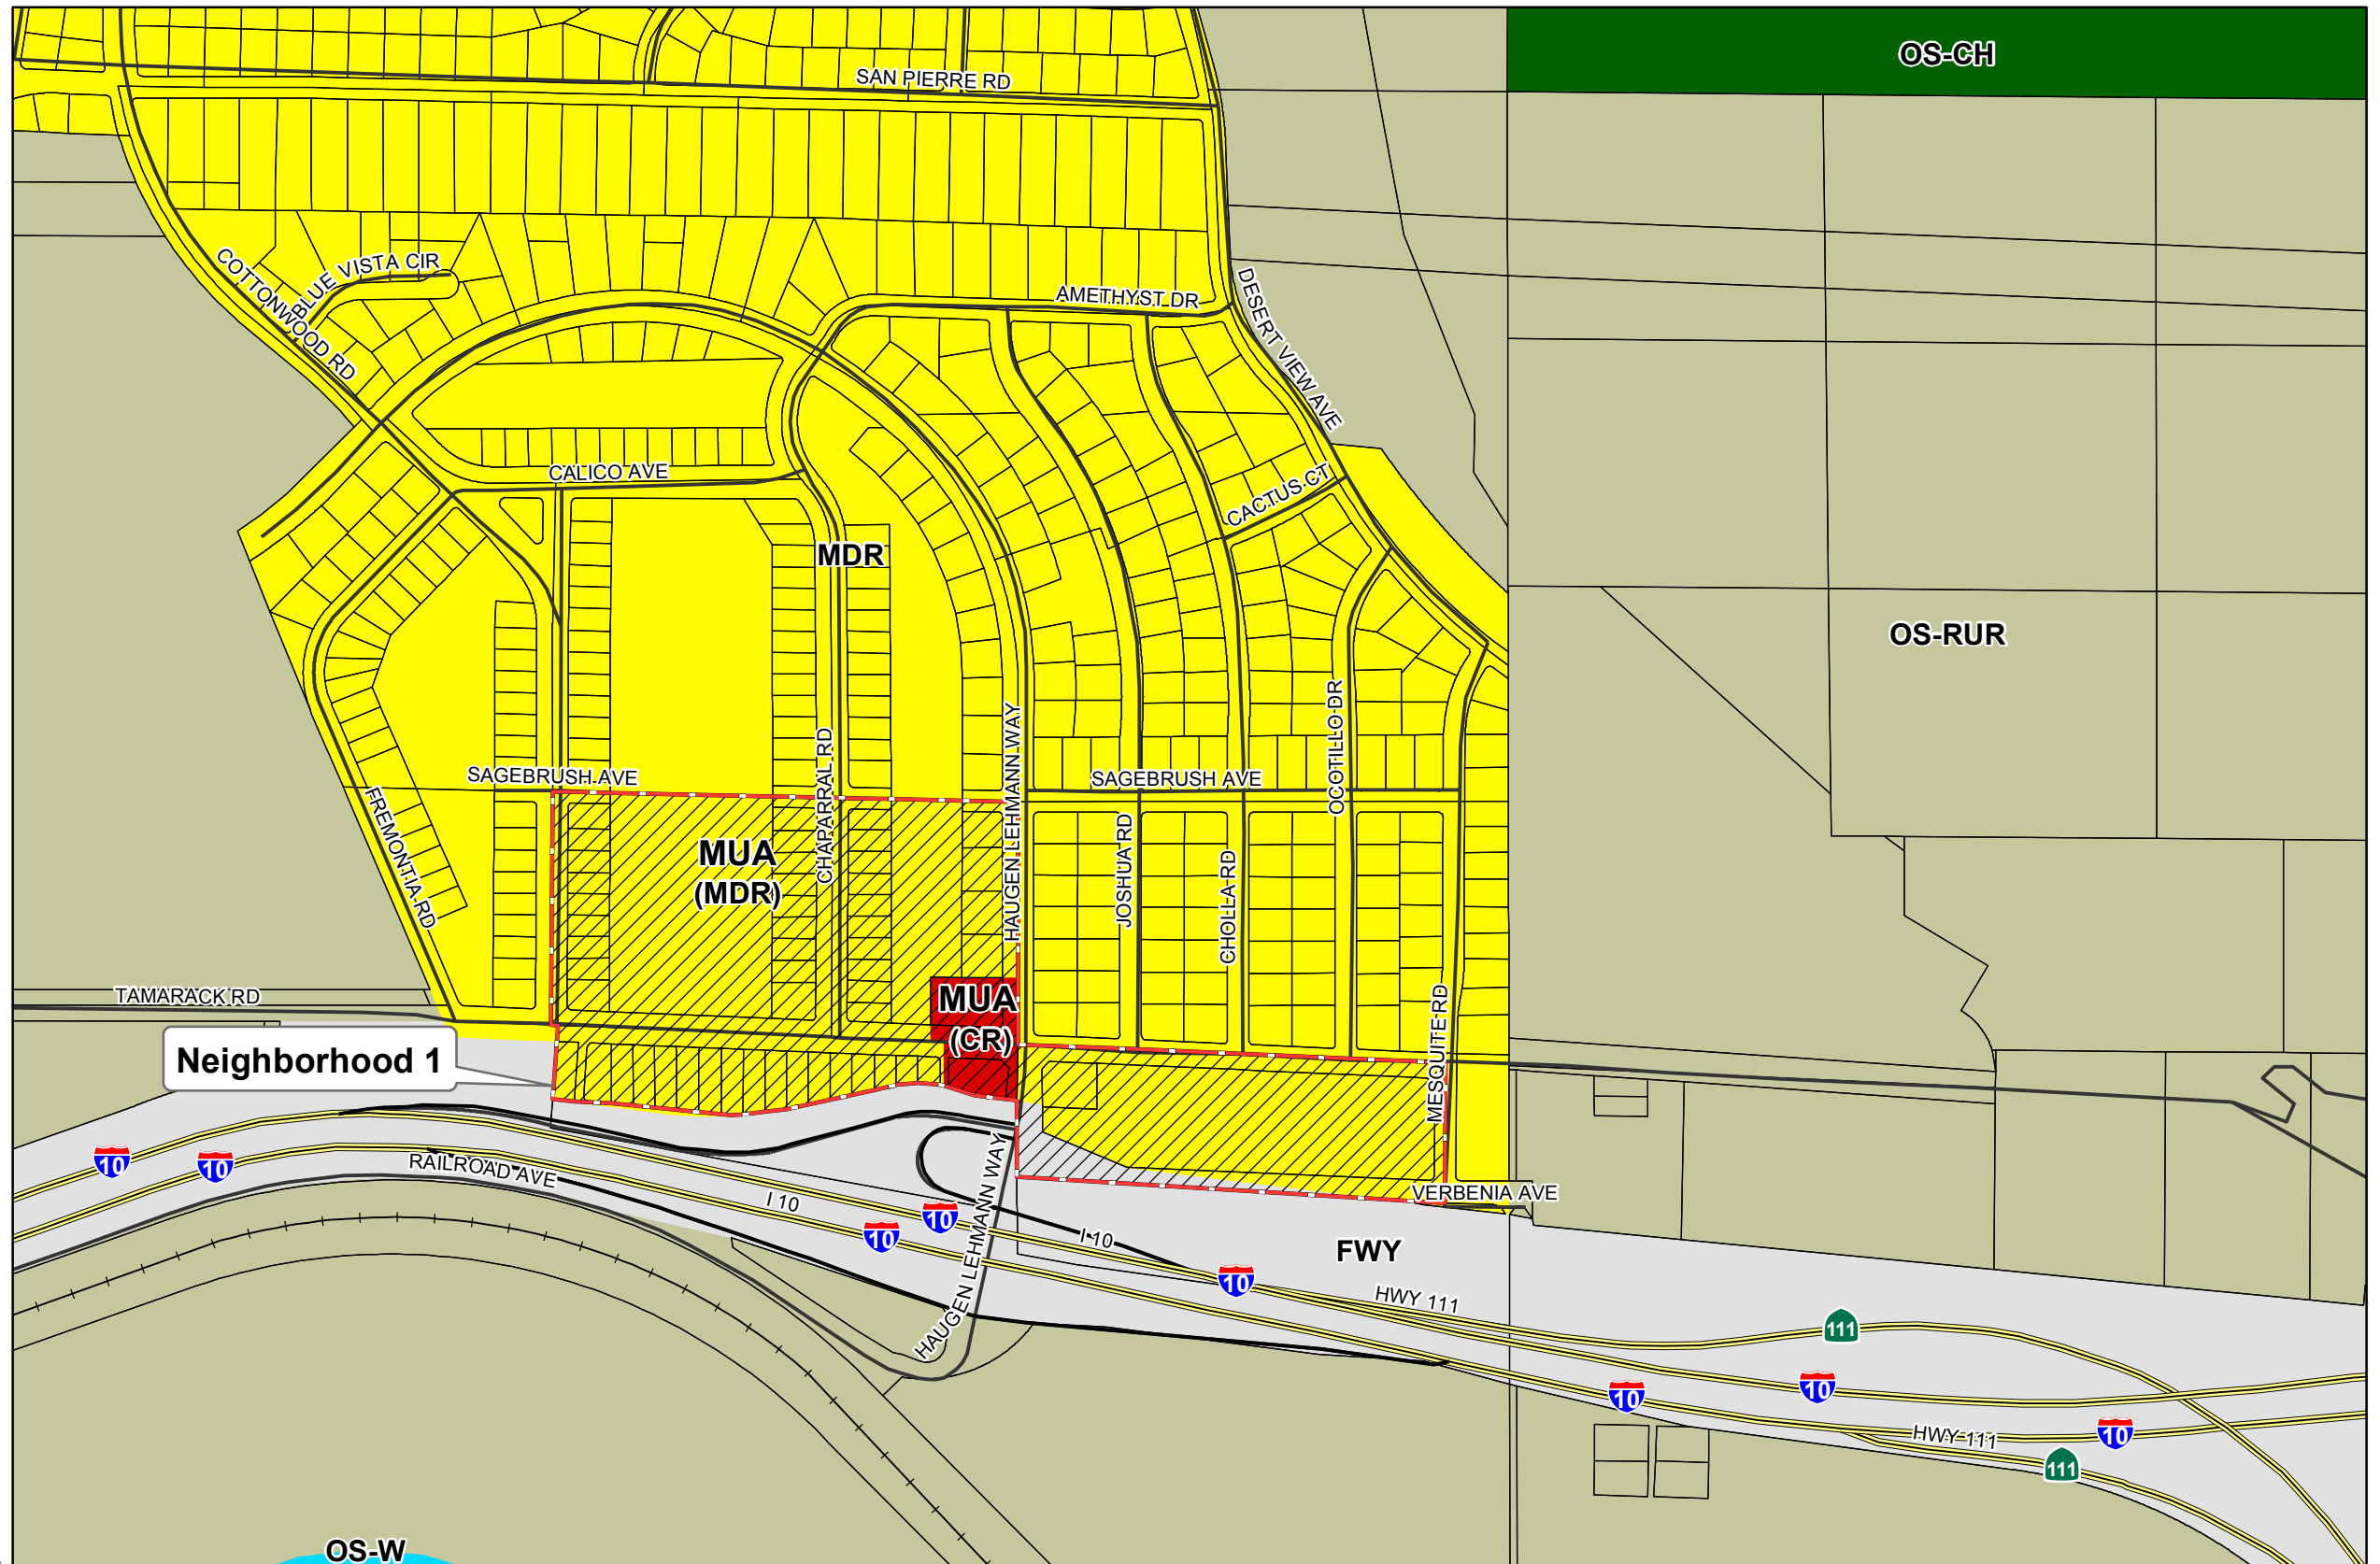 OS-CH
SAN PIERRE RD
COTTONWOOD RD
BLUE VISTA CIR
AMETHYST DR
DESERT VIEW AVE
CALICO AVE
CACTUS CT
MDR
OS-RUR
SAGEBRUSH AVE
SAGEBRUSH AVE
CHAPARRAL RD
HAUGEN LEHMANN WAY
OCOTILLO DR
FREMONTIA RD
MUA
(MDR)
JOSHUA RD
CHOLLA RD
TAMARACK RD
MUA
(CR)
MESQUITE RD
Neighborhood 1
10
10
RAILROAD AVE
I 10
10
10
HAUGEN LEHMANN WAY
I 10
VERBENIA AVE
FWY
10
HWY 111
111
10
10
HWY 111
10
111
OS-W